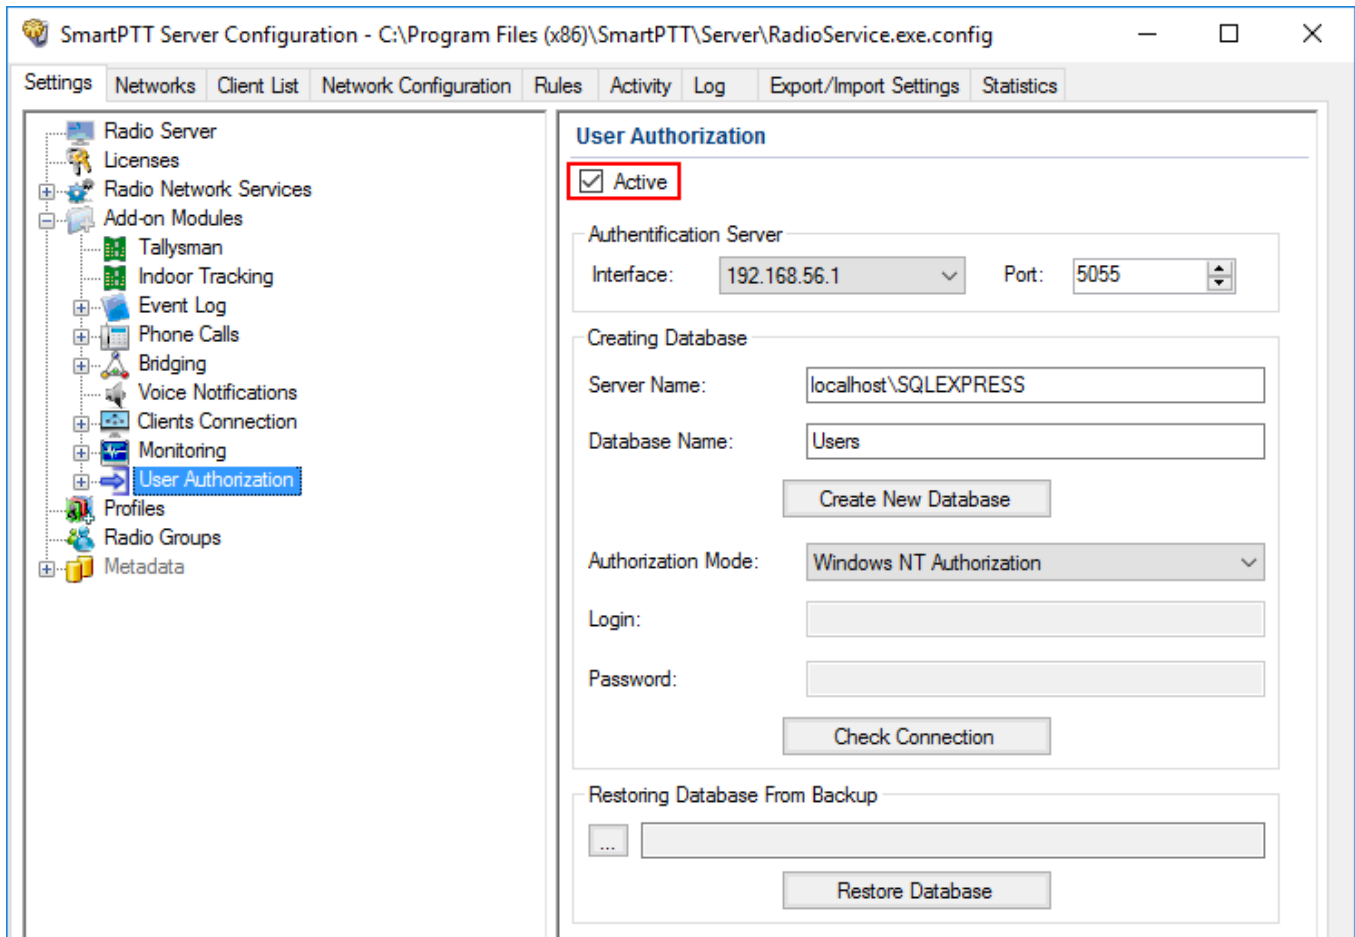 SmartPTT Server Configuration - C:\Program Files (x86)\SmartPTT\Server\RadioService.exe.config
Settings Networks Client List Network Configuration Rules Activity Log Export/Import Settings Statistics
Radio Server
Licenses
Radio Network Services
Add-on Modules
Tallysman
Indoor Tracking
Event Log
Phone Calls
Bridging
Voice Notifications
Clients Connection
Monitoring
User Authorization
Profiles
Radio Groups
Metadata
User Authorization
Active
Authentification Server
Interface: 192.168.56.1 Port: 5055
Creating Database
Server Name: localhost\SQLEXPRESS
Database Name: Users
Create New Database
Authorization Mode: Windows NT Authorization
Login:
Password:
Check Connection
Restoring Database From Backup
...
Restore Database